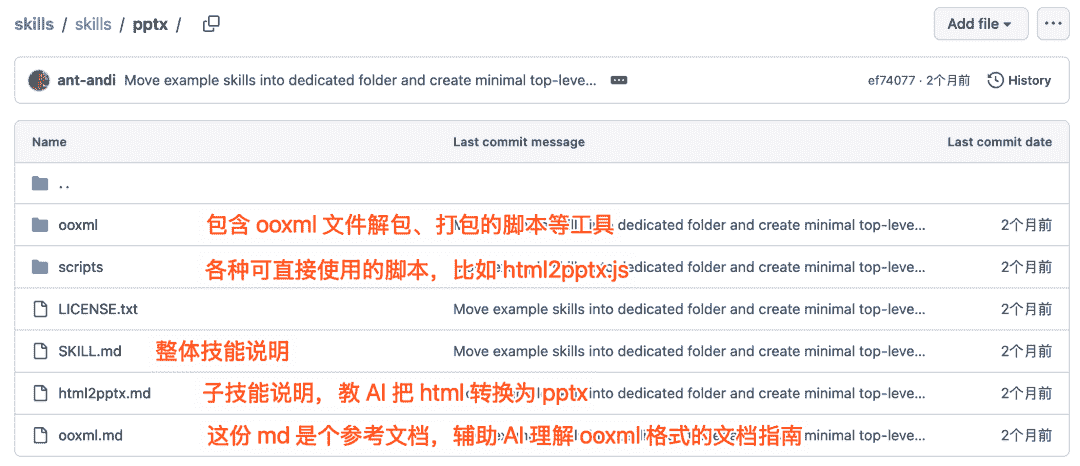 skills / skills / pptx /
Add file
ant-andi Move example skills into dedicated folder and create minimal top-leve...
ef74077 · 2个月前 History
Name Last commit message Last commit date
..
ooxml 包含 ooxml 文件解包、打包的脚本等工具 dedicated folder and create minimal top-leve... 2个月前
scripts 各种可直接使用的脚本，比如 html2pptx.js dedicated folder and create minimal top-leve... 2个月前
LICENSE.txt Move example skills into dedicated folder and create minimal top-leve... 2个月前
SKILL.md 整体技能说明 Move example skills into dedicated folder and create minimal top-leve... 2个月前
html2pptx.md 子技能说明，教 AI 把 html 转换为 pptx skills into dedicated folder and create minimal top-leve... 2个月前
ooxml.md 这份 md 是个参考文档，辅助 AI 理解 ooxml 格式的文档指南 minimal top-leve... 2个月前